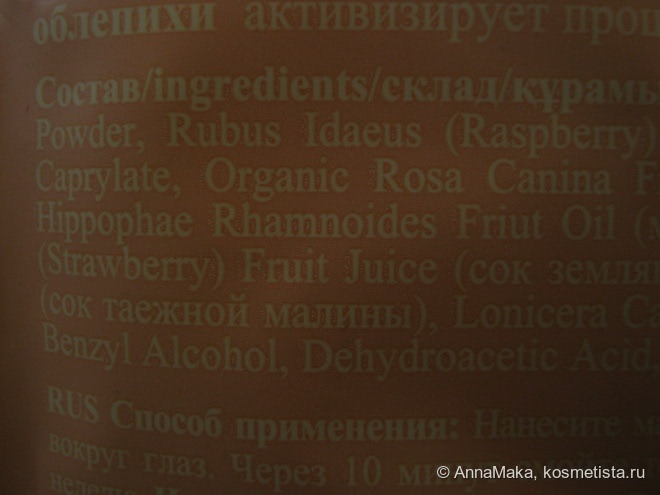 облепихи активизирует
Состав/ingredients/склад/құрамы
Powder, Rubus Idaeus (Raspberry)
Caprylate, Organic Rosa Canina F
Hippophae Rhamnoides Friut Oil (м
(Strawberry) Fruit Juice (сок
(сок таежной малины), Lonicera Ca
Benzyl Alcohol, Dehydroacetic Acid,
RUS Способ применения: Нанесите
вокруг глаз. Через 10
© AnnaMaka, kosmetista.ru